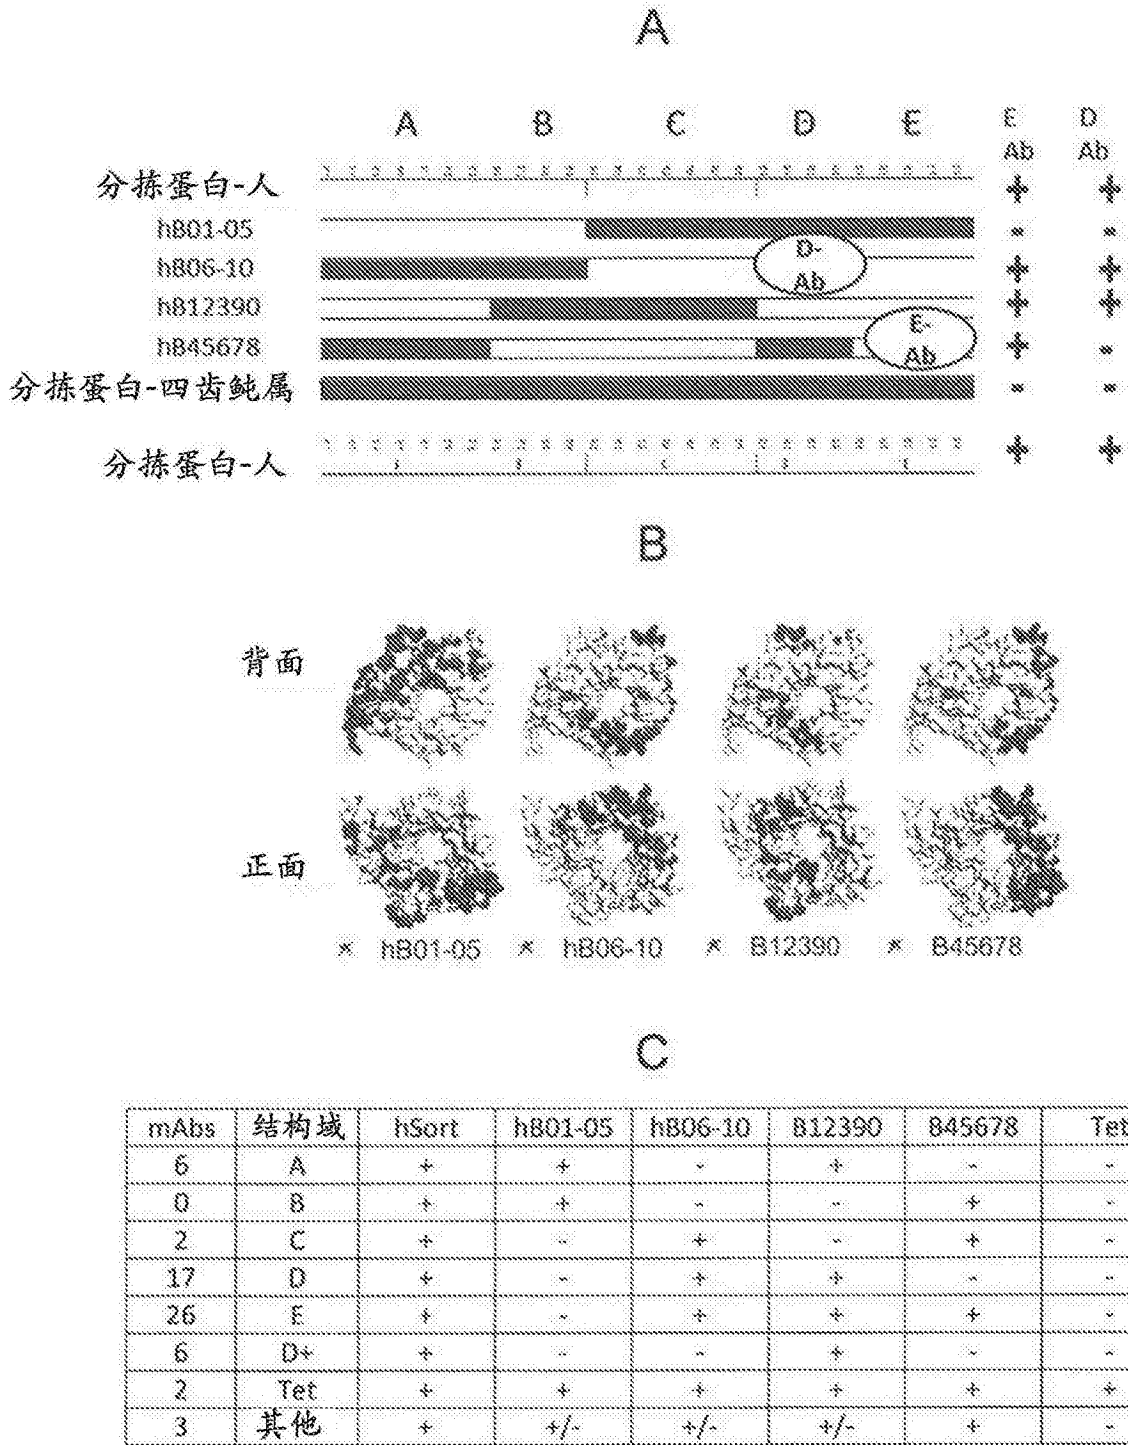 A
A B C D E E D
Ab Ab
分拣蛋白-人 + +
hB01-05 - -
D-
hB06-10 + +
Ab
hB12390 + +
E-
hB45678 + -
Ab
分拣蛋白-四齿鲀属 - -
分拣蛋白-人 + +
B
背面
正面
hB01-05 hB06-10 B12390 B45678
C
mAbs 结构域 hSort hB01-05 hB06-10 B12390 B45678 Tet
6 A + + - + - -
0 B + + - - + -
2 C + - + - + -
17 D + - + + - -
26 E + - + + + -
6 D+ + - - + - -
2 Tet + + + + + +
3 其他 + +/- +/- +/- + -